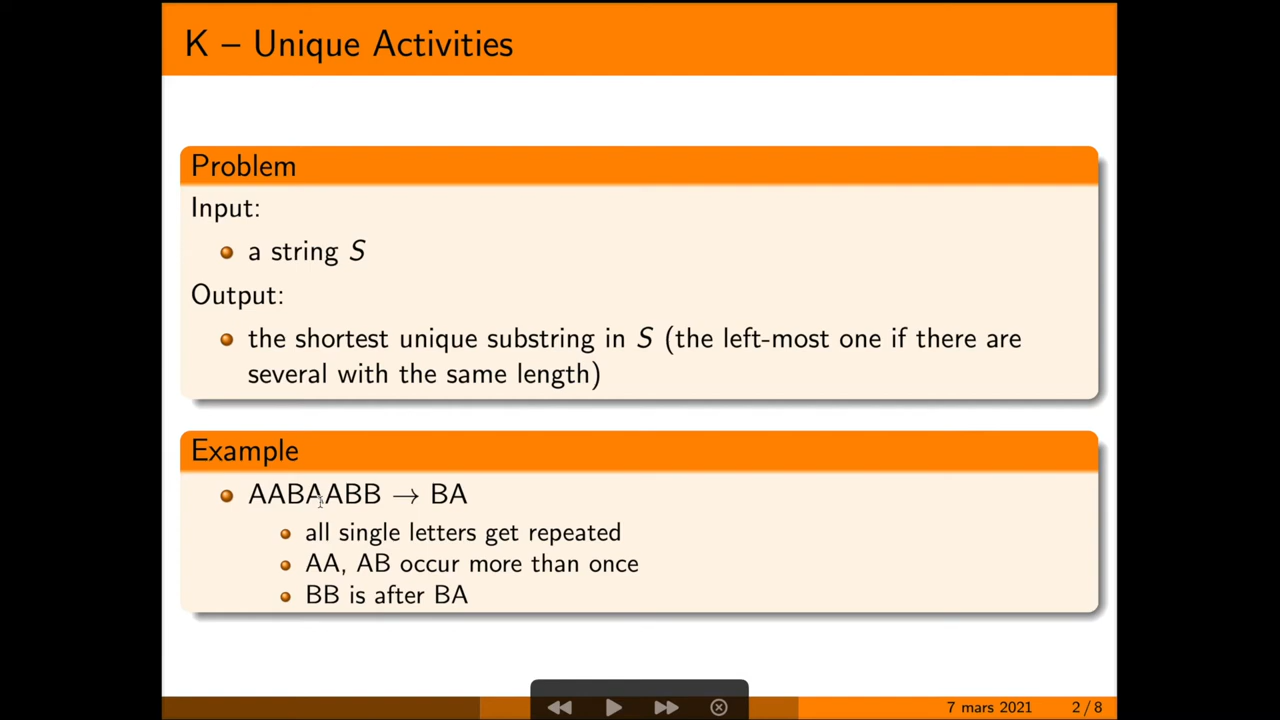 K – Unique Activities
Problem
Input:
a string S
Output:
the shortest unique substring in S (the left-most one if there are
several with the same length)
Example
AABAABB → BA
all single letters get repeated
AA, AB occur more than once
BB is after BA
7 mars 2021 2 / 8